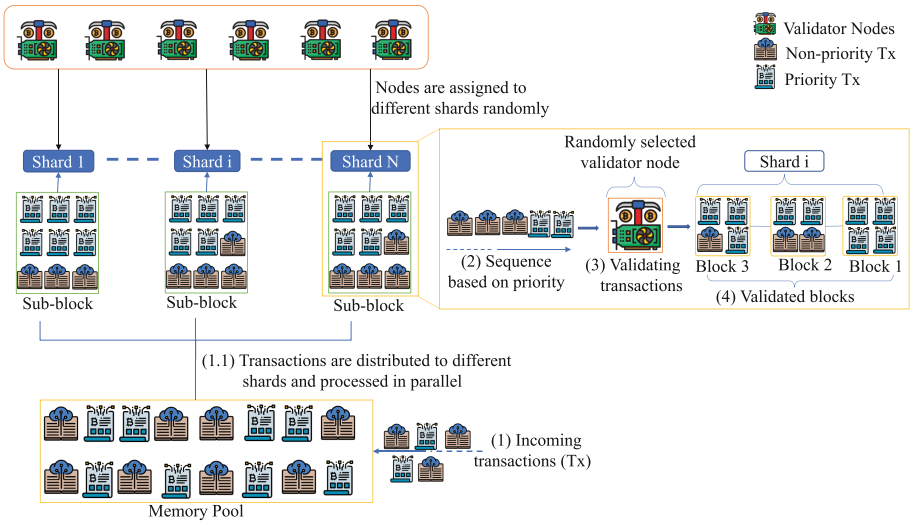 Validator Nodes
Non-priority Tx
Priority Tx
Nodes are assigned to
different shards randomly
Shard 1
Shard i
Shard N
Randomly selected
validator node
Shard i
(2) Sequence
based on priority
(3) Validating
transactions
Block 3
Block 2
Block 1
(4) Validated blocks
Sub-block
Sub-block
Sub-block
(1.1) Transactions are distributed to different
shards and processed in parallel
(1) Incoming
transactions (Tx)
Memory Pool